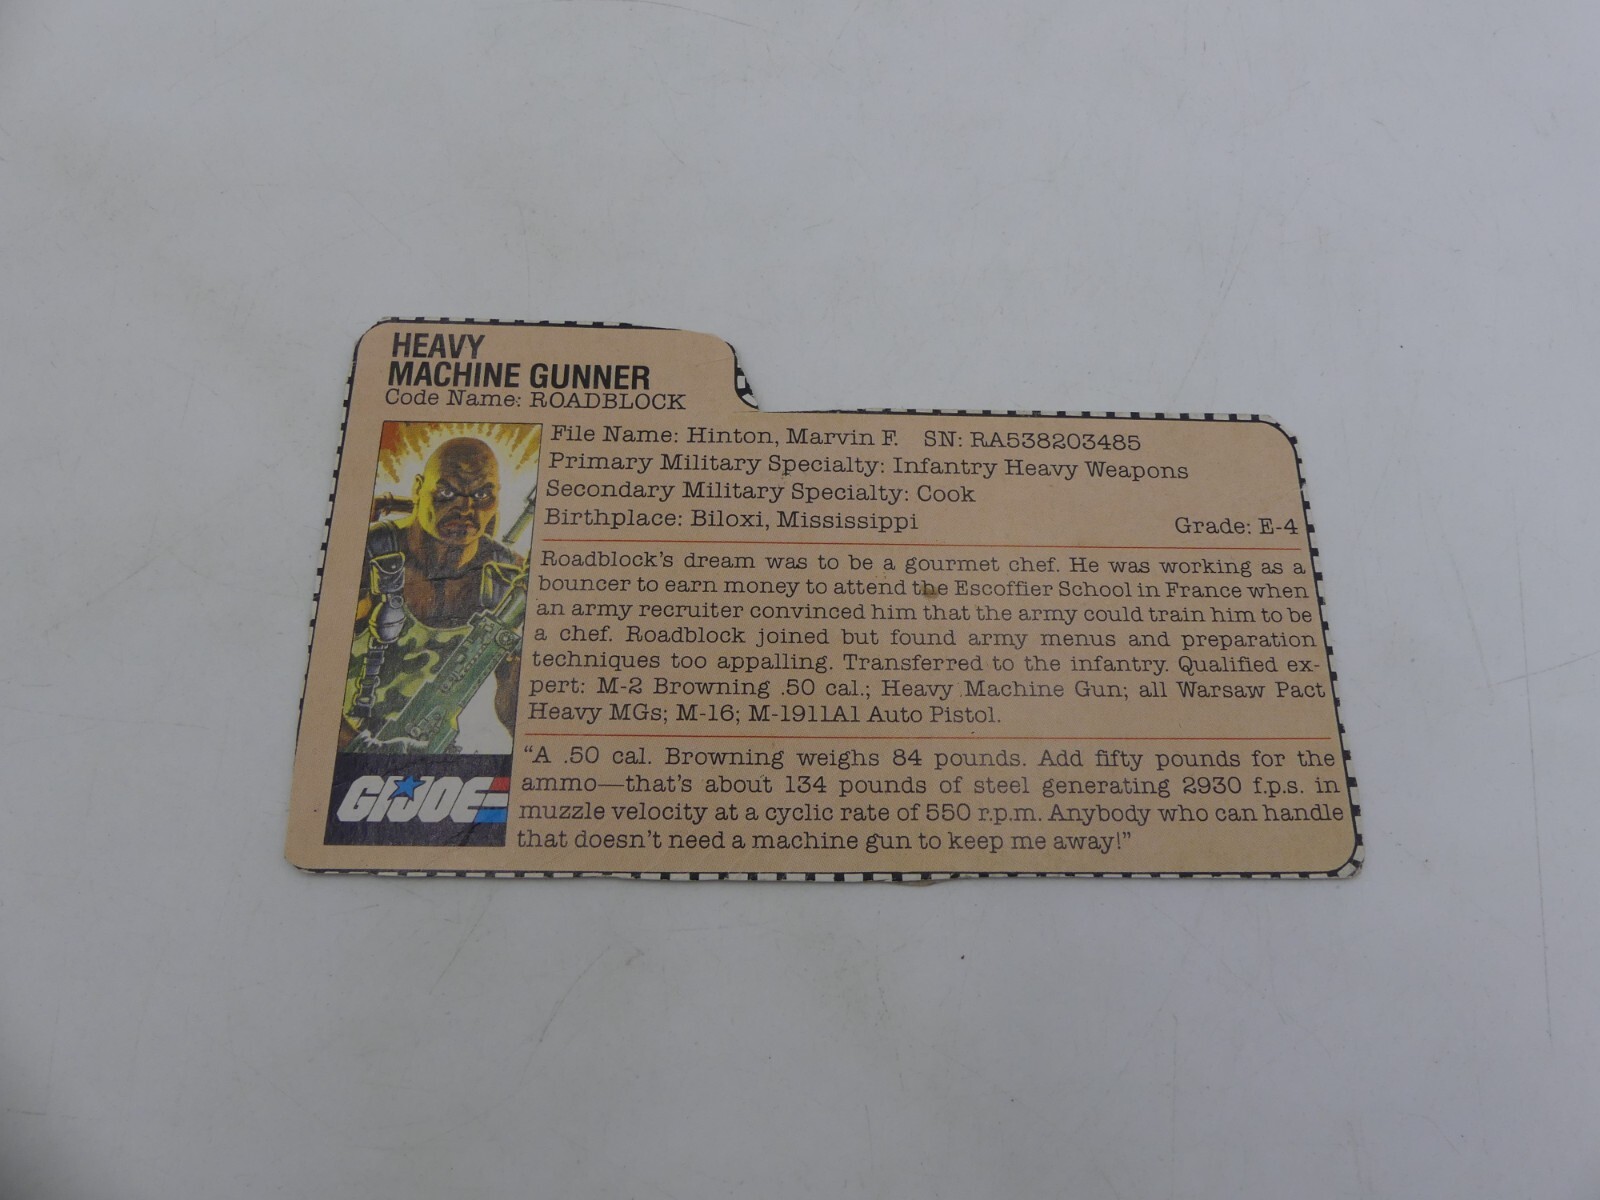 HEAVY
MACHINE GUNNER
Code Name: ROADBLOCK
File Name: Hinton, Marvin F. SN: RA538203485
Primary Military Specialty: Infantry Heavy Weapons
Secondary Military Specialty: Cook
Birthplace: Biloxi, Mississippi Grade: E-4
Roadblock's dream was to be a gourmet chef. He was working as a
bouncer to earn money to attend the Escoffier School in France when
an army recruiter convinced him that the army could train him to be
a chef. Roadblock joined but found army menus and preparation
techniques too appalling. Transferred to the infantry. Qualified ex-
pert: M-2 Browning .50 cal.; Heavy Machine Gun; all Warsaw Pact
Heavy MGs; M-16; M-1911A1 Auto Pistol.
"A .50 cal. Browning weighs 84 pounds. Add fifty pounds for the
ammo—that's about 134 pounds of steel generating 2930 f.p.s. in
muzzle velocity at a cyclic rate of 550 r.p.m. Anybody who can handle
that doesn't need a machine gun to keep me away!"
GI JOE